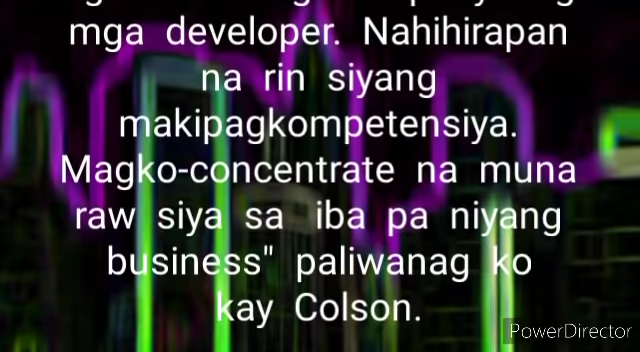 mga developer. Nahihirapan
na rin siyang
makipagkompetensiya.
Magko-concentrate na muna
raw siya sa iba pa niyang
business" paliwanag ko
kay Colson.
PowerDirector